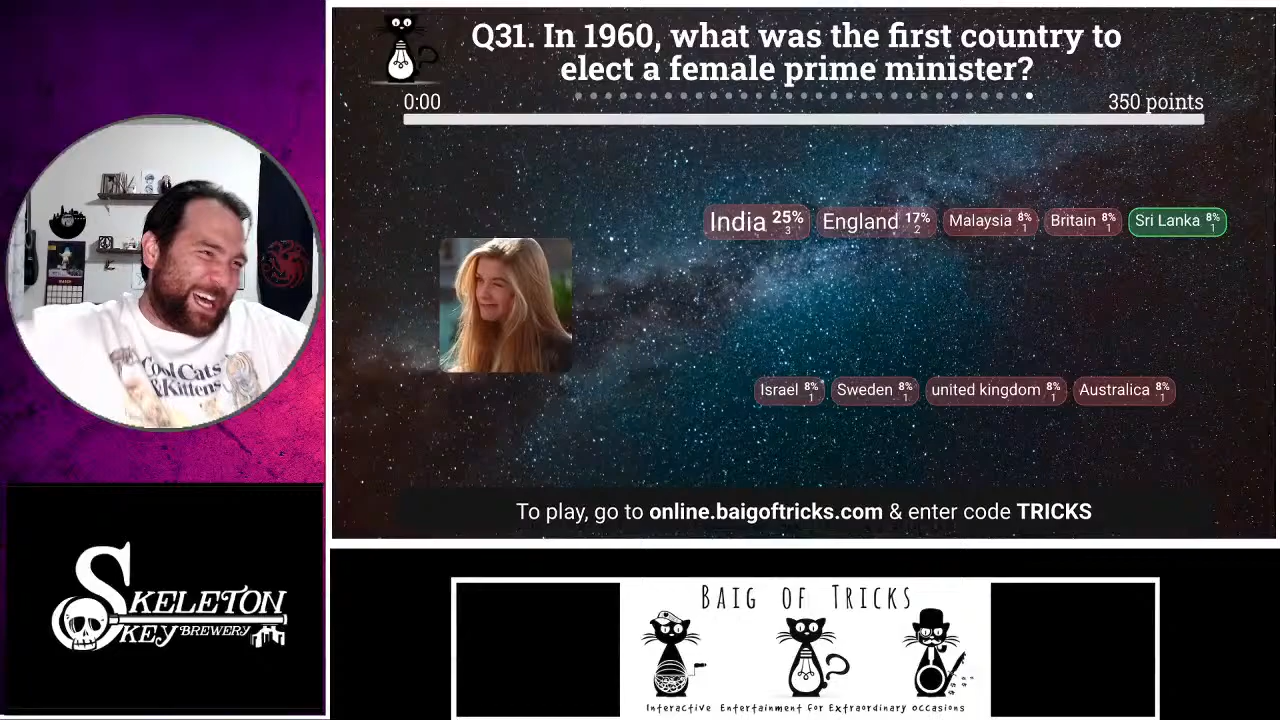 Q31. In 1960, what was the first country to
elect a female prime minister?
0:00
350 points
India 25% 3
England 17% 2
Malaysia 8% 1
Britain 8% 1
Sri Lanka 8% 1
Israel 8% 1
Sweden 8% 1
united kingdom 8% 1
Australica 8% 1
To play, go to online.baigoftricks.com & enter code TRICKS
Cool Cats
& Kittens
SKELETON
KEY BREWERY
BAIG OF TRICKS
Interactive Entertainment for Extraordinary Occasions